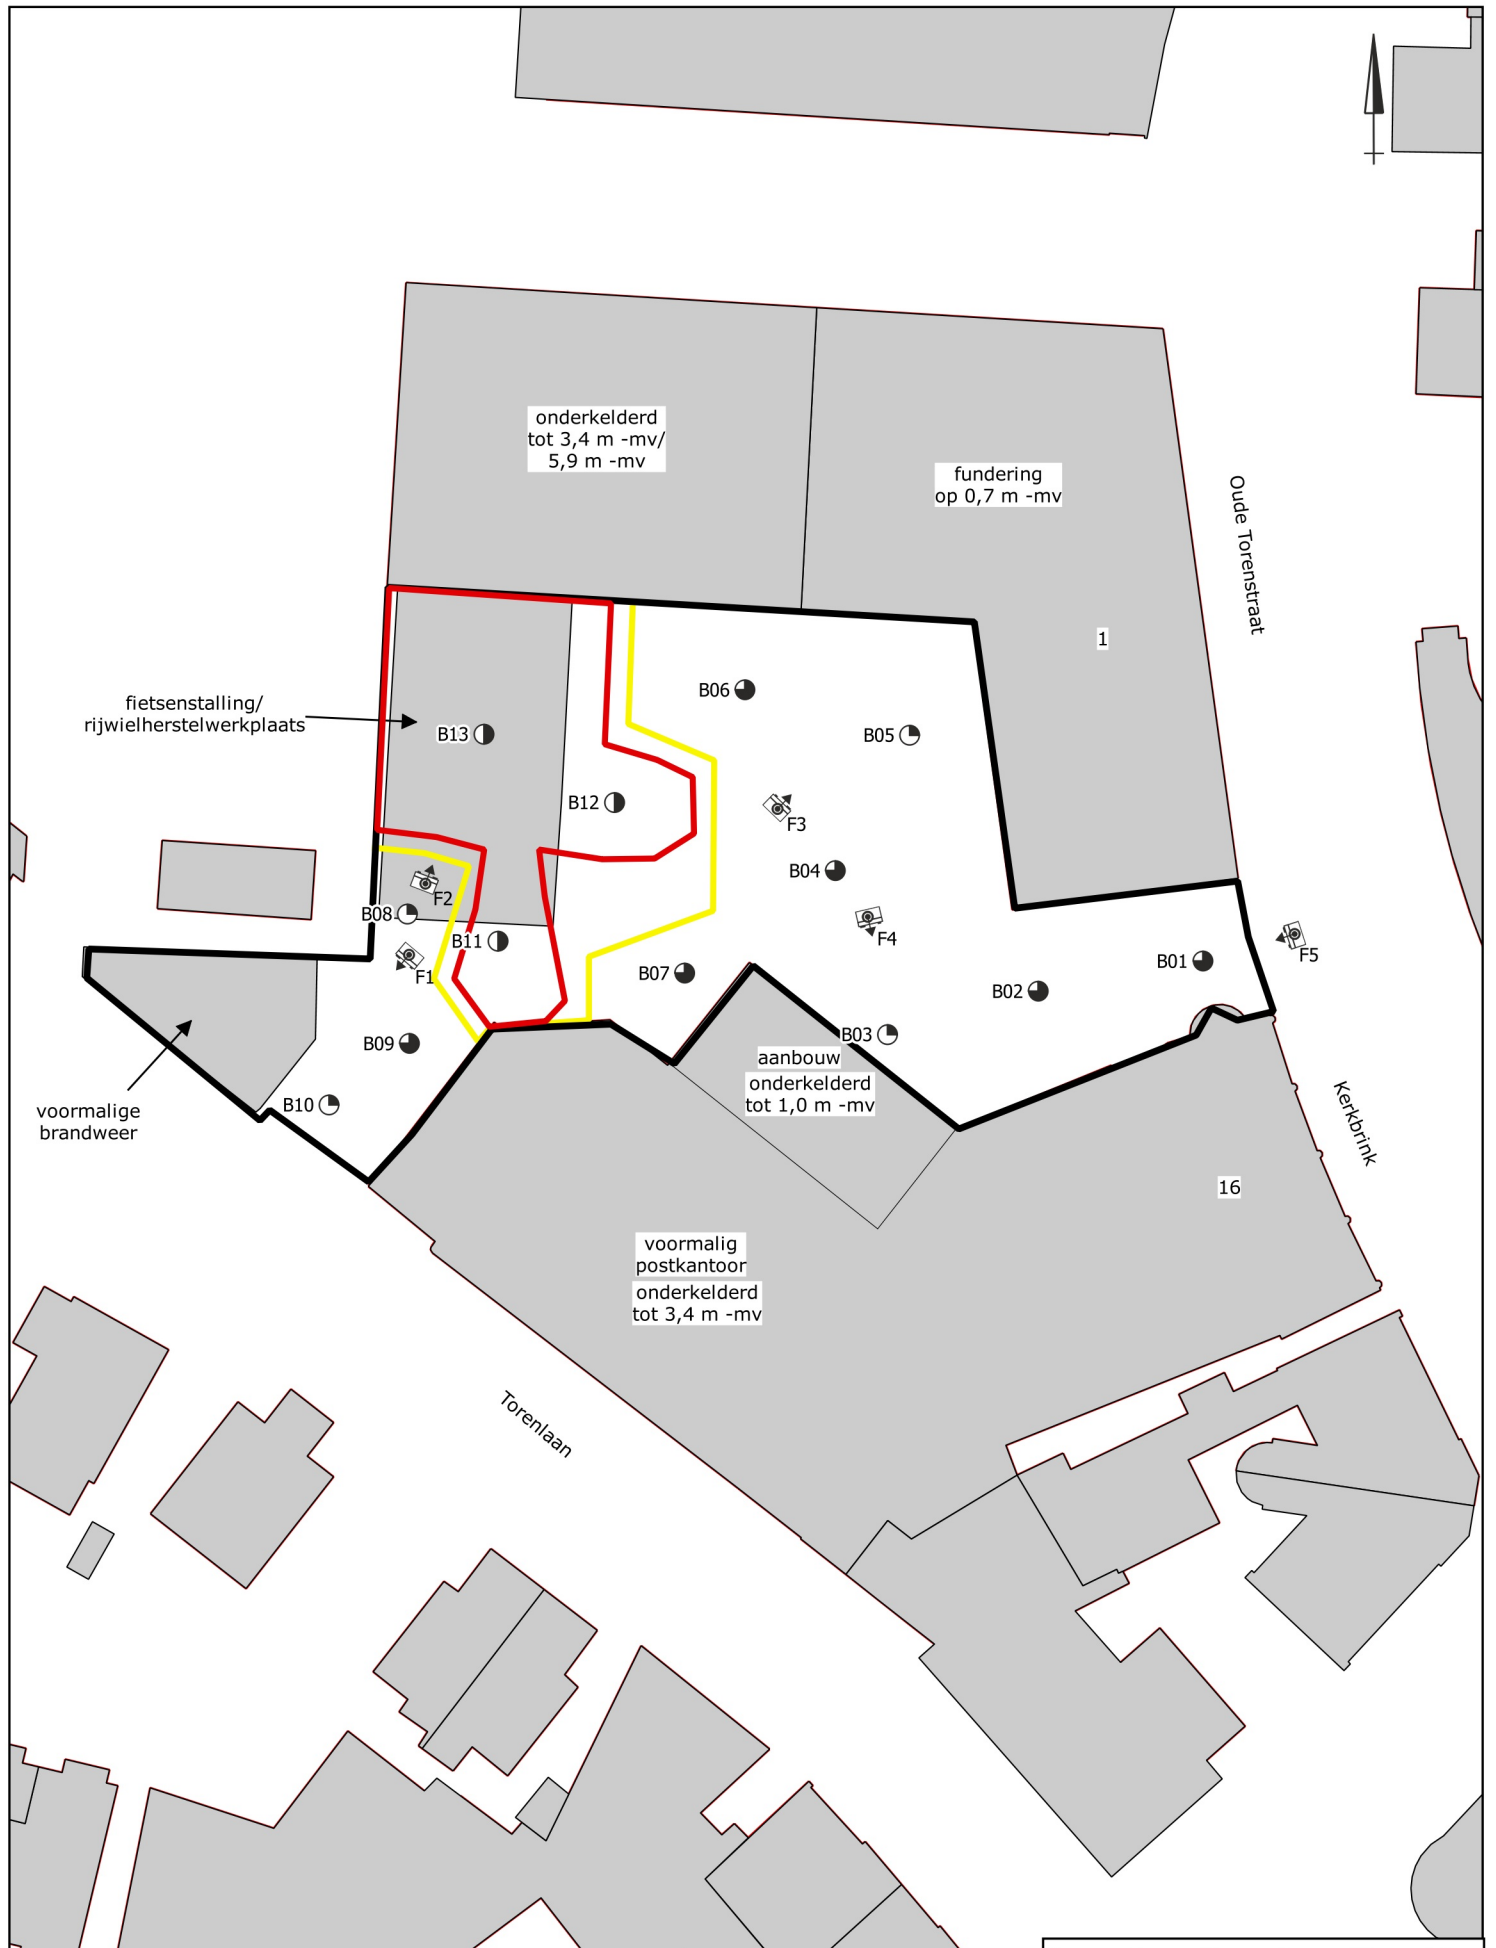 onderkelderd
tot 3,4 m -mv/
5,9 m -mv
fundering
op 0,7 m -mv
Oude Torenstraat
1
fietsenstalling/
rijwielherstelwerkplaats
B06
B05
B13
B12
F3
B04
F2
B08
B11
F4
F5
F1
B07
B01
B02
B09
B03
aanbouw
onderkelderd
tot 1,0 m -mv
B10
voormalige
brandweer
Kerkbrink
16
voormalig
postkantoor
onderkelderd
tot 3,4 m -mv
Torenlaan